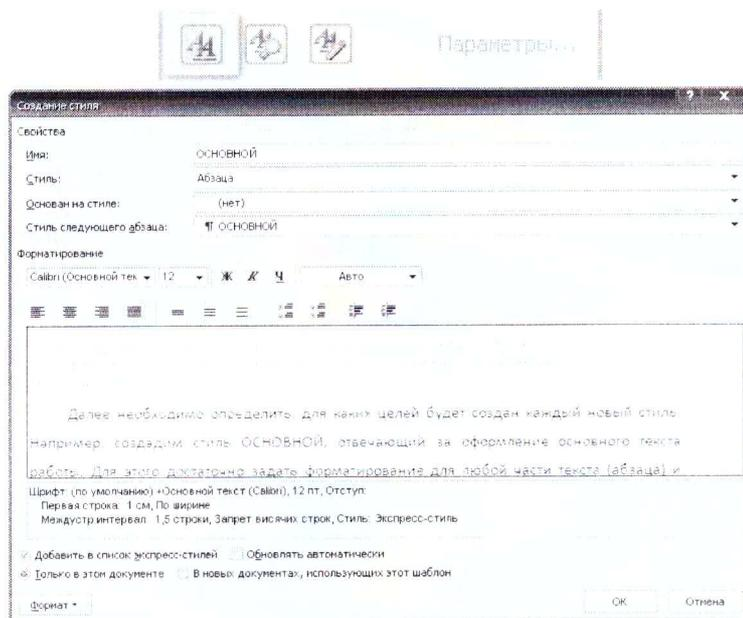 Параметры...
Создание стиля
Свойства
Имя: ОСНОВНОЙ
Стиль: Абзаца
Основан на стиле: (нет)
Стиль следующего абзаца: ¶ ОСНОВНОЙ
Форматирование
Calibri (Основной тек 12 Ж К Ч Авто
Далее необходимо определить, для каких целей будет создан каждый новый стиль.
Например, создадим стиль ОСНОВНОЙ, отвечающий за оформление основного текста
работы. Для этого достаточно задать форматирование для любой части текста (абзаца) и
Шрифт: (по умолчанию) +Основной текст (Calibri), 12 пт, Отступ:
Первая строка: 1 см, По ширине
Междустр.интервал: 1,5 строки, Запрет висячих строк, Стиль: Экспресс-стиль
Добавить в список экспресс-стилей Обновлять автоматически
Только в этом документе В новых документах, использующих этот шаблон
Формат
ОК Отмена